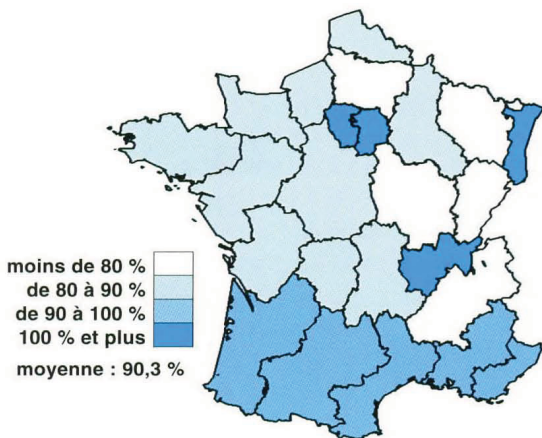 moins de 80 %
de 80 à 90 %
de 90 à 100 %
100 % et plus
moyenne : 90,3 %